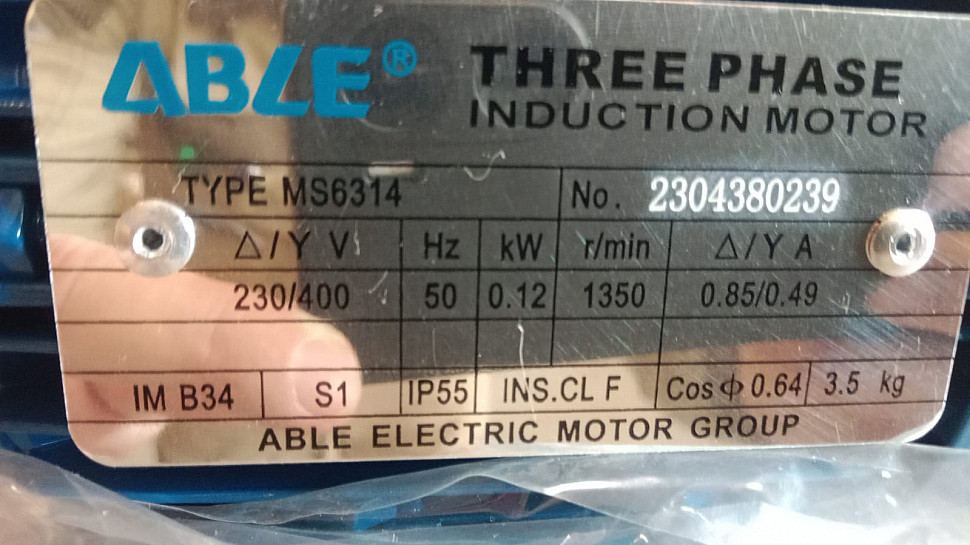 ABLE® THREE PHASE
INDUCTION MOTOR
TYPE MS6314 No. 2304380239
Δ/Y V Hz kW r/min Δ/Y A
230/400 50 0.12 1350 0.85/0.49
IM B34 S1 IP55 INS.CL F Cos ф 0.64 3.5 kg
ABLE ELECTRIC MOTOR GROUP